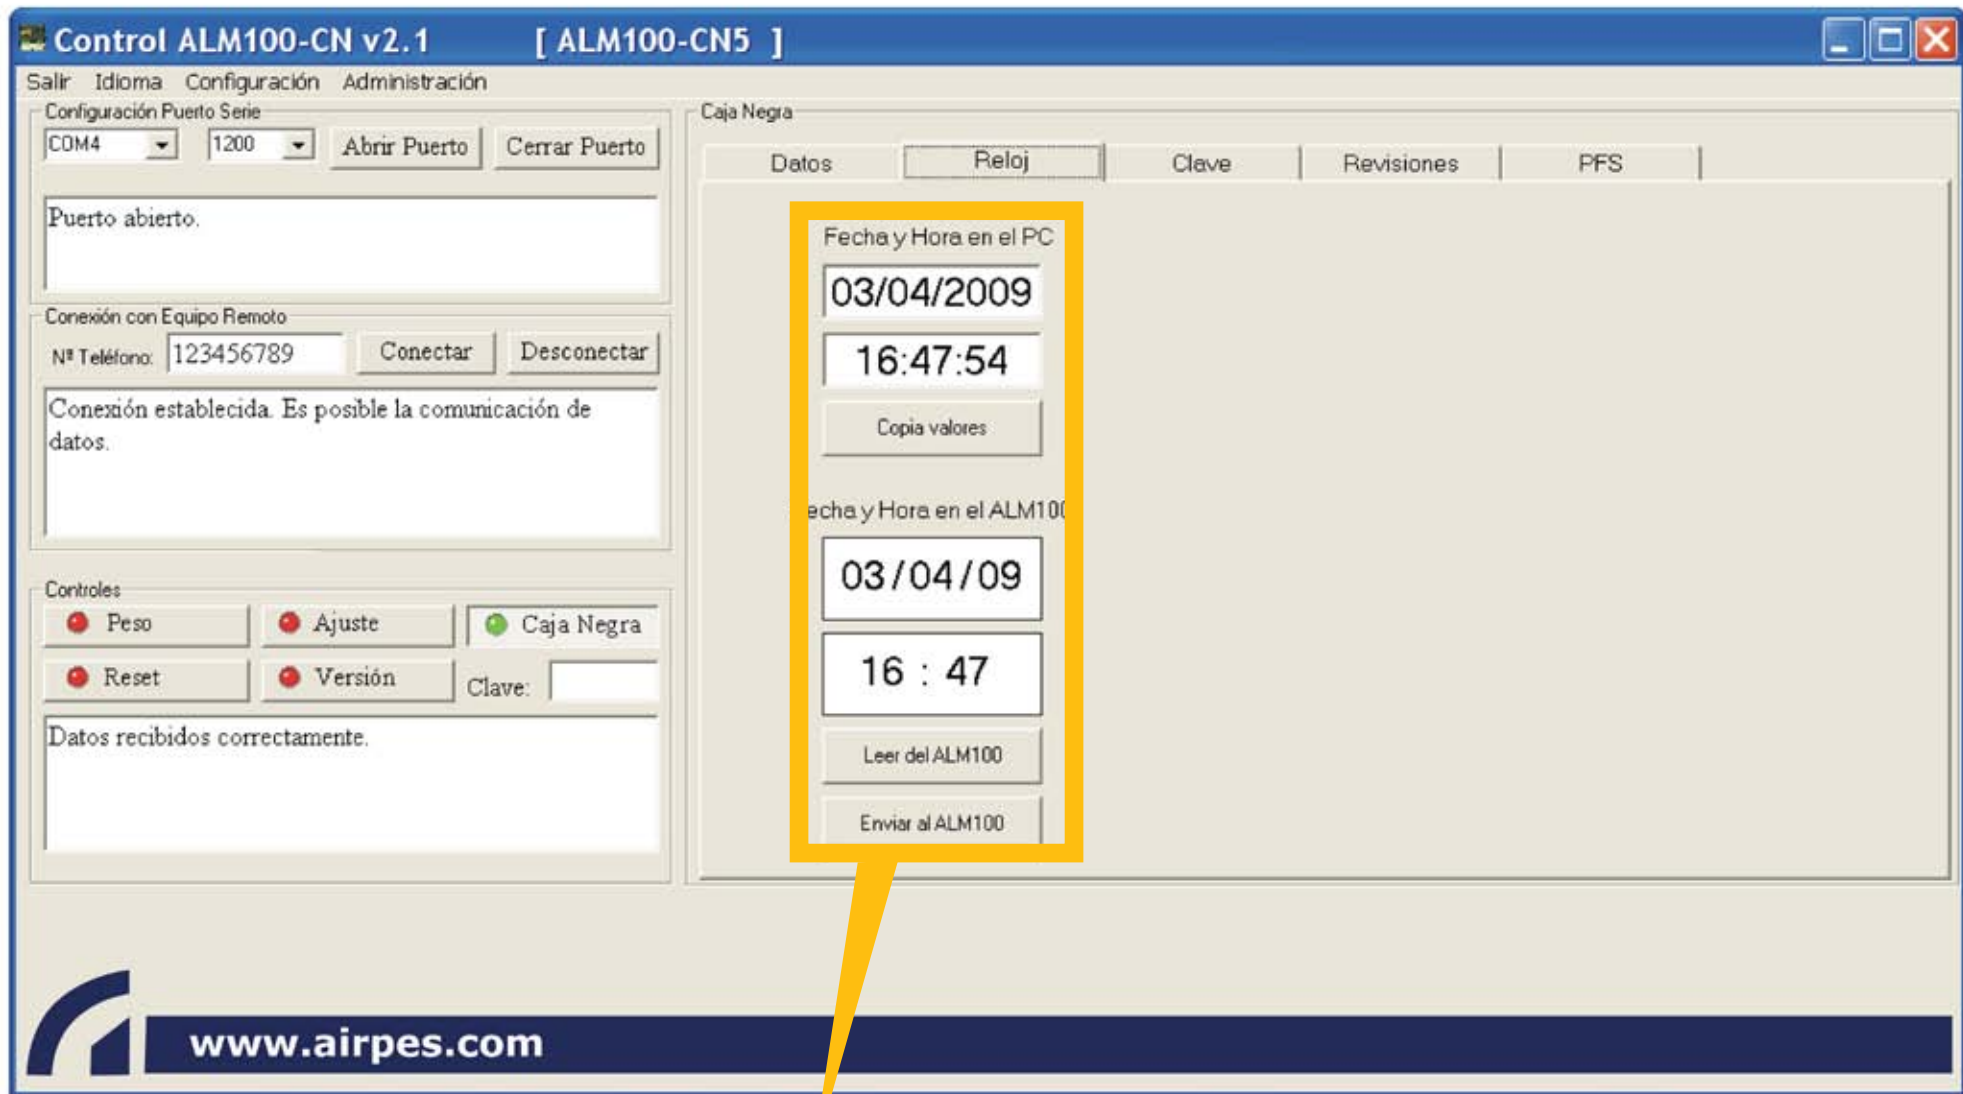 Control ALM100-CN v2.1 [ ALM100-CN5 ]
Salir Idioma Configuración Administración
Configuración Puerto Serie
COM4 1200 Abrir Puerto Cerrar Puerto
Puerto abierto.
Conexión con Equipo Remoto
Nº Teléfono: 123456789 Conectar Desconectar
Conexión establecida. Es posible la comunicación de
datos.
Controles
Peso Ajuste Caja Negra
Reset Versión Clave:
Datos recibidos correctamente.
Caja Negra
Datos Reloj Clave Revisiones PFS
Fecha y Hora en el PC
03/04/2009
16:47:54
Copia valores
echa y Hora en el ALM100
03/04/09
16 : 47
Leer del ALM100
Enviar al ALM100
www.airpes.com